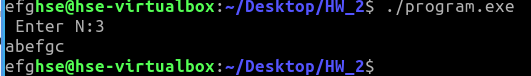 efghse@hse-virtualbox:~/Desktop/HW_2$ ./program.exe
 Enter N:3
abefgc
efghse@hse-virtualbox:~/Desktop/HW_2$